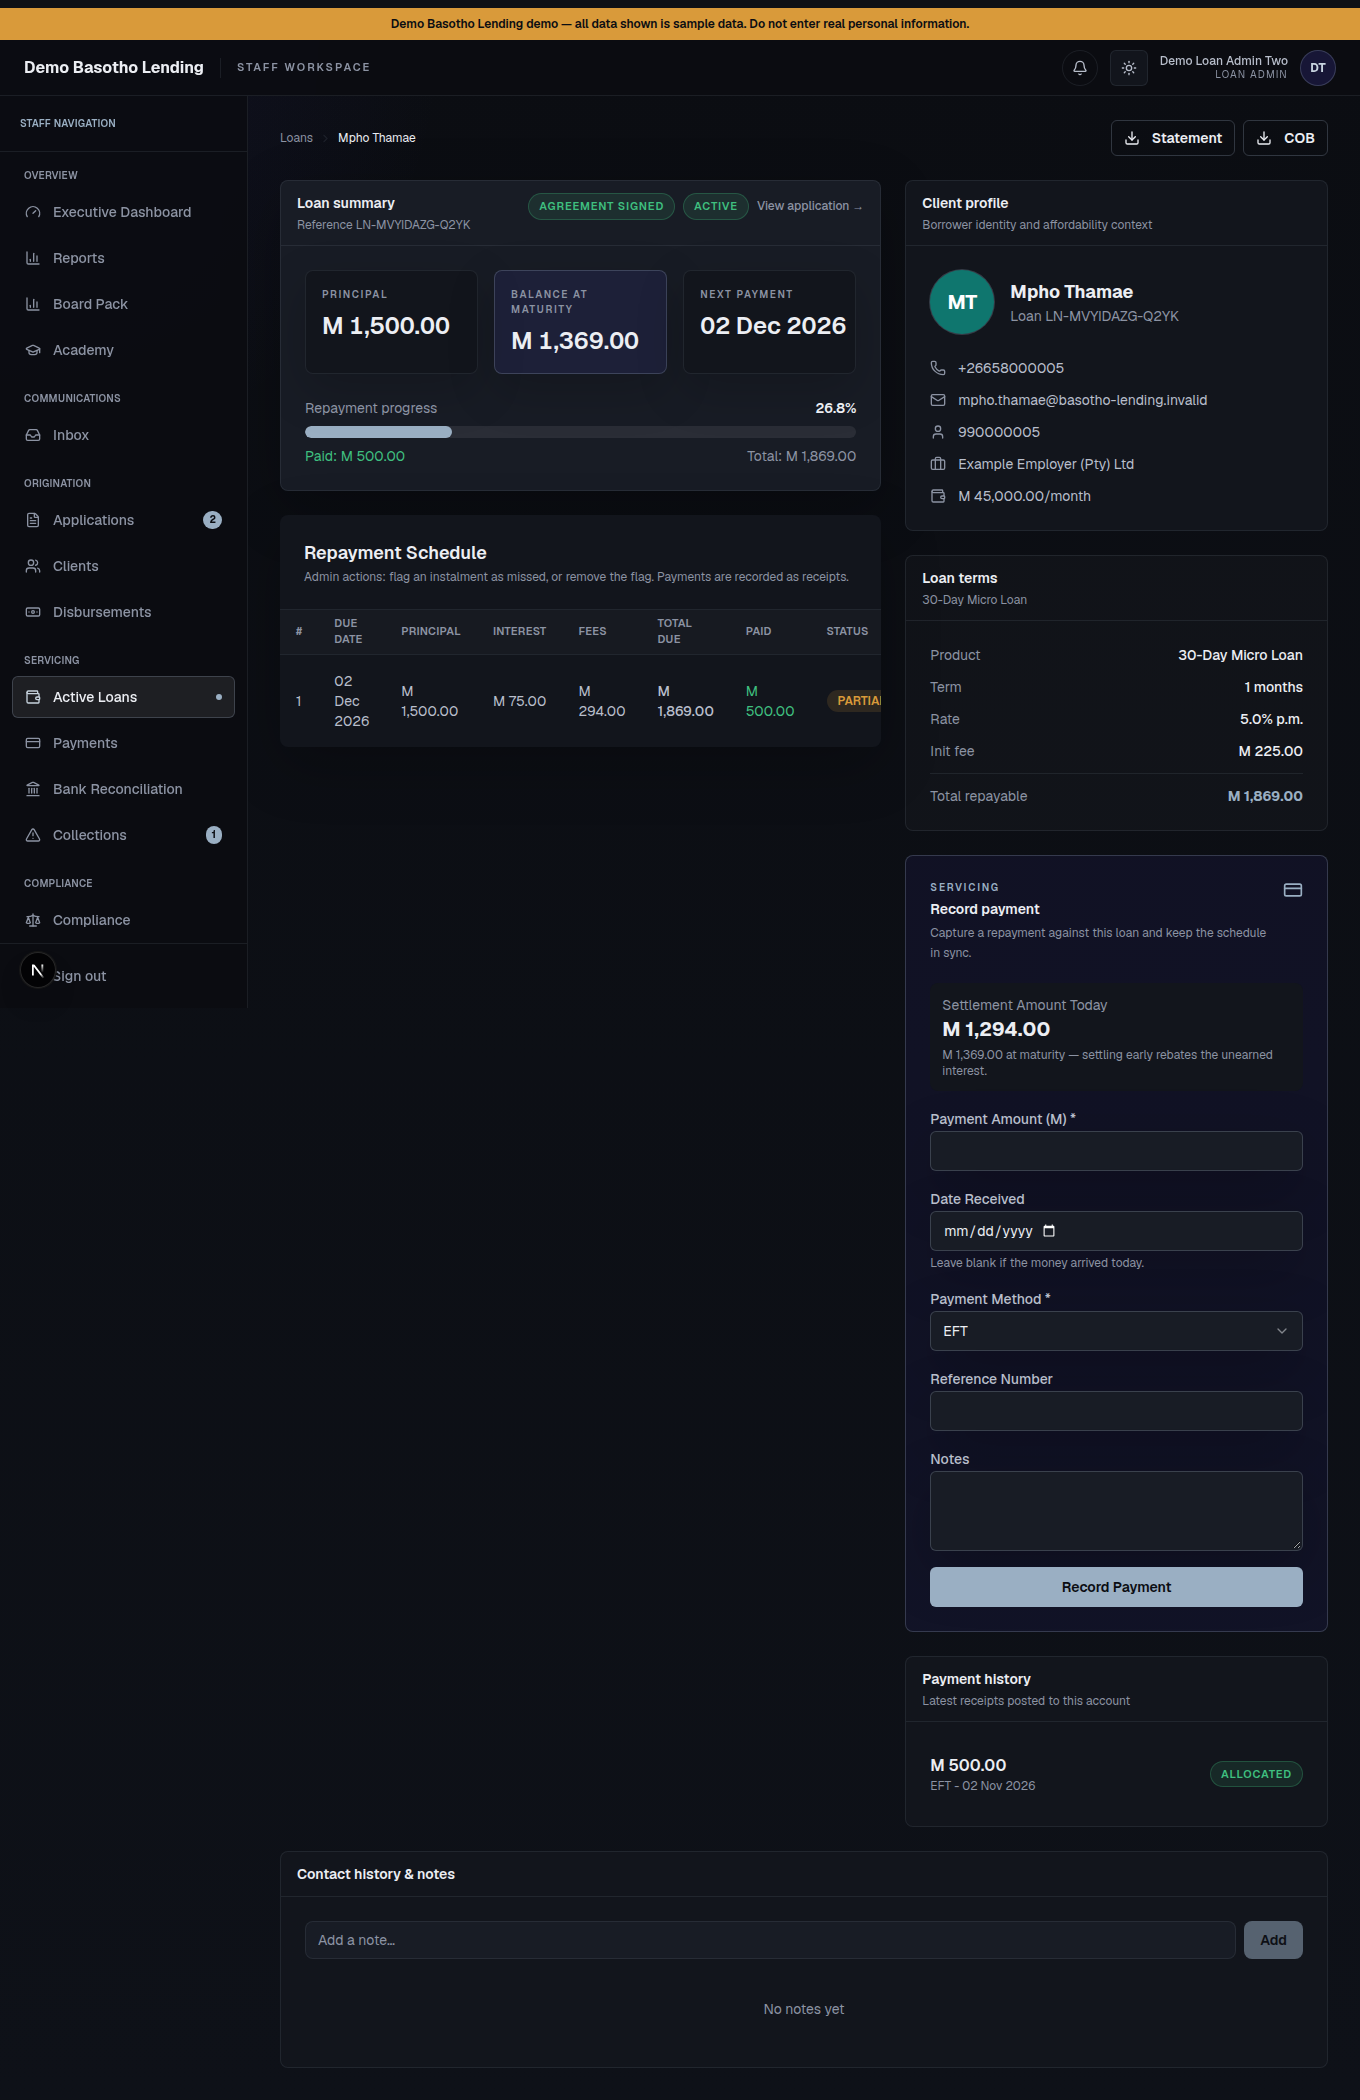 Demo Basotho Lending demo — all data shown is sample data. Do not enter real personal information.
Demo Basotho Lending
STAFF WORKSPACE
Demo Loan Admin Two
LOAN ADMIN
DT
STAFF NAVIGATION
OVERVIEW
Executive Dashboard
Reports
Board Pack
Academy
COMMUNICATIONS
Inbox
ORIGINATION
Applications 2
Clients
Disbursements
SERVICING
Active Loans
Payments
Bank Reconciliation
Collections 1
COMPLIANCE
Compliance
N
Sign out
Loans > Mpho Thamae
Statement
COB
Loan summary
Reference LN-MVYIDAZG-Q2YK
AGREEMENT SIGNED
ACTIVE
View application →
PRINCIPAL
M 1,500.00
BALANCE AT
MATURITY
M 1,369.00
NEXT PAYMENT
02 Dec 2026
Repayment progress 26.8%
Paid: M 500.00 Total: M 1,869.00
Repayment Schedule
Admin actions: flag an instalment as missed, or remove the flag. Payments are recorded as receipts.
# DUE DATE PRINCIPAL INTEREST FEES TOTAL DUE PAID STATUS
1 02 Dec 2026 M 1,500.00 M 75.00 M 294.00 M 1,869.00 M 500.00 PARTIAL
Client profile
Borrower identity and affordability context
MT
Mpho Thamae
Loan LN-MVYIDAZG-Q2YK
+26658000005
mpho.thamae@basotho-lending.invalid
990000005
Example Employer (Pty) Ltd
M 45,000.00/month
Loan terms
30-Day Micro Loan
Product 30-Day Micro Loan
Term 1 months
Rate 5.0% p.m.
Init fee M 225.00
Total repayable M 1,869.00
SERVICING
Record payment
Capture a repayment against this loan and keep the schedule
in sync.
Settlement Amount Today
M 1,294.00
M 1,369.00 at maturity — settling early rebates the unearned
interest.
Payment Amount (M) *
Date Received
mm/dd/yyyy
Leave blank if the money arrived today.
Payment Method *
EFT
Reference Number
Notes
Record Payment
Payment history
Latest receipts posted to this account
M 500.00
EFT - 02 Nov 2026
ALLOCATED
Contact history & notes
Add a note...
Add
No notes yet